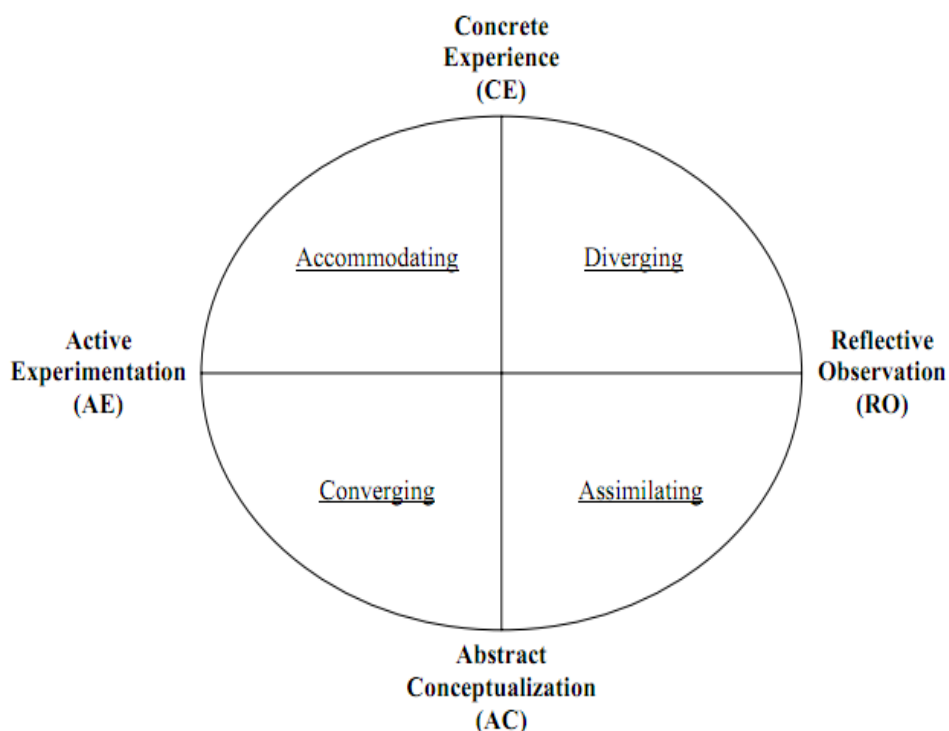 Concrete
Experience
(CE)
Accommodating
Diverging
Active
Experimentation
(AE)
Reflective
Observation
(RO)
Converging
Assimilating
Abstract
Conceptualization
(AC)